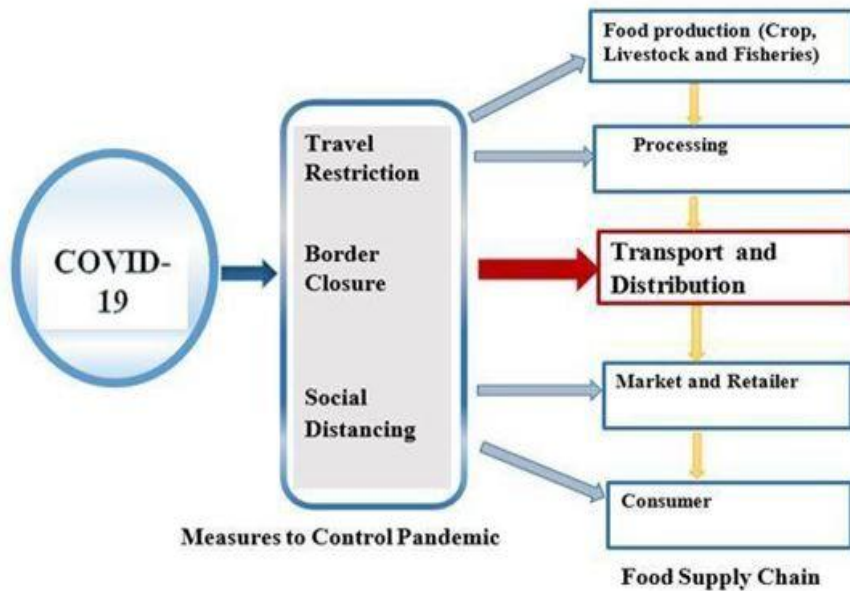 COVID-
19
Travel
Restriction
Border
Closure
Social
Distancing
Measures to Control Pandemic
Food production (Crop,
Livestock and Fisheries)
Processing
Transport and
Distribution
Market and Retailer
Consumer
Food Supply Chain